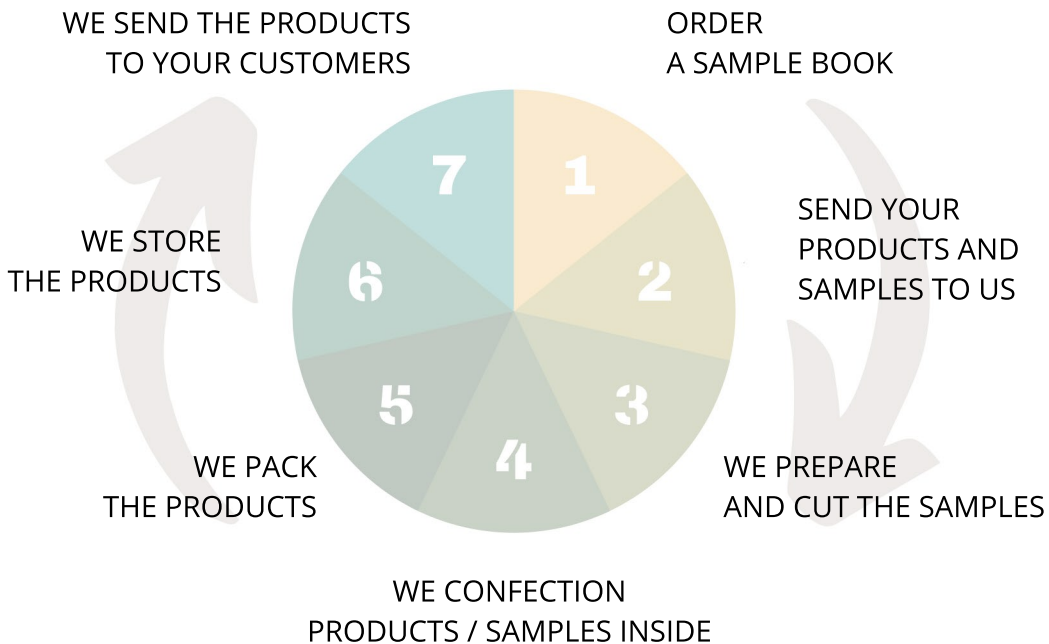 ORDER
A SAMPLE BOOK
SEND YOUR
PRODUCTS AND
SAMPLES TO US
WE PREPARE
AND CUT THE SAMPLES
WE CONFECTION
PRODUCTS / SAMPLES INSIDE
WE PACK
THE PRODUCTS
WE STORE
THE PRODUCTS
WE SEND THE PRODUCTS
TO YOUR CUSTOMERS
1
2
3
4
5
6
7